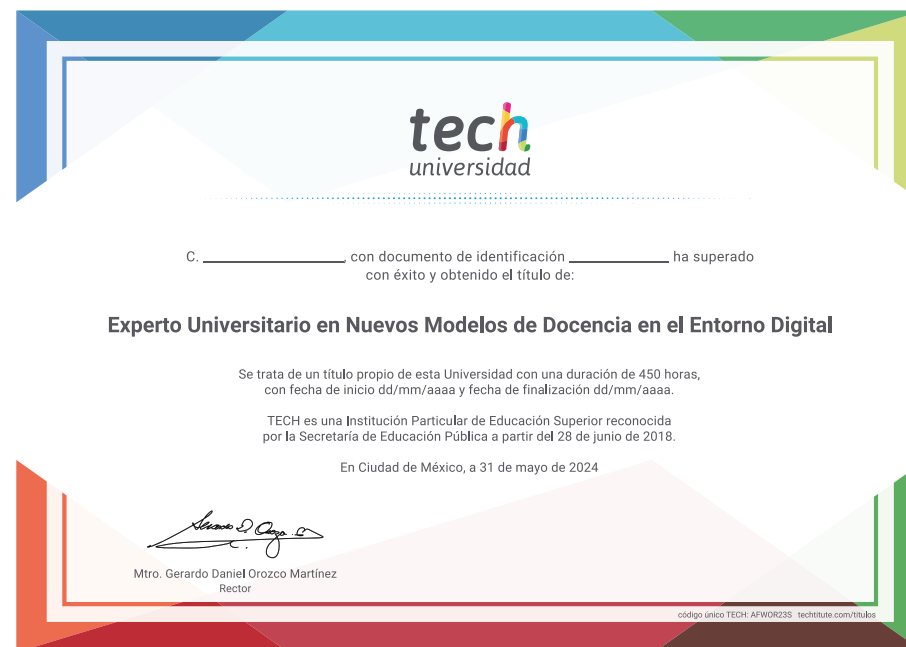 tech
universidad
C. ____________, con documento de identificación ____________ ha superado
con éxito y obtenido el título de:
Experto Universitario en Nuevos Modelos de Docencia en el Entorno Digital
Se trata de un título propio de esta Universidad con una duración de 450 horas,
con fecha de inicio dd/mm/aaaa y fecha de finalización dd/mm/aaaa.
TECH es una Institución Particular de Educación Superior reconocida
por la Secretaría de Educación Pública a partir del 28 de junio de 2018.
En Ciudad de México, a 31 de mayo de 2024
Mtro. Gerardo Daniel Orozco Martínez
Rector
código único TECH: AFWOR23S techtitute.com/titulos